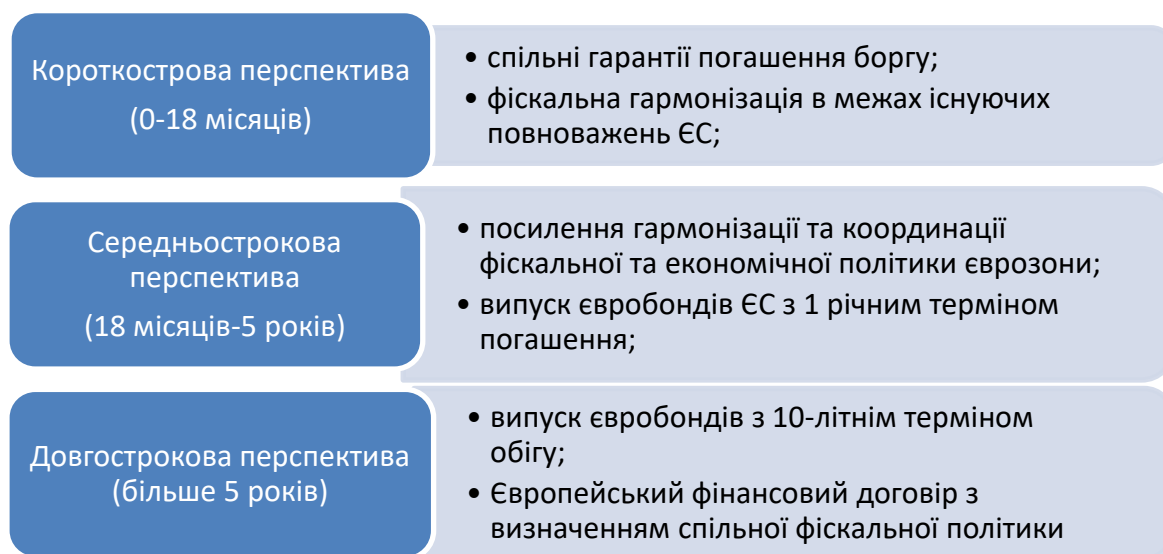 Короткострова перспектива
(0-18 місяців)
• спільні гарантії погашення боргу;
• фіскальна гармонізація в межах існуючих
повноважень ЄС;
Середньострокова
перспектива
(18 місяців-5 років)
• посилення гармонізації та координації
фіскальної та економічної політики єврозони;
• випуск євробондів ЄС з 1 річним терміном
погашення;
Довгострокова перспектива
(більше 5 років)
• випуск євробондів з 10-літнім терміном
обігу;
• Європейський фінансовий договір з
визначенням спільної фіскальної політики